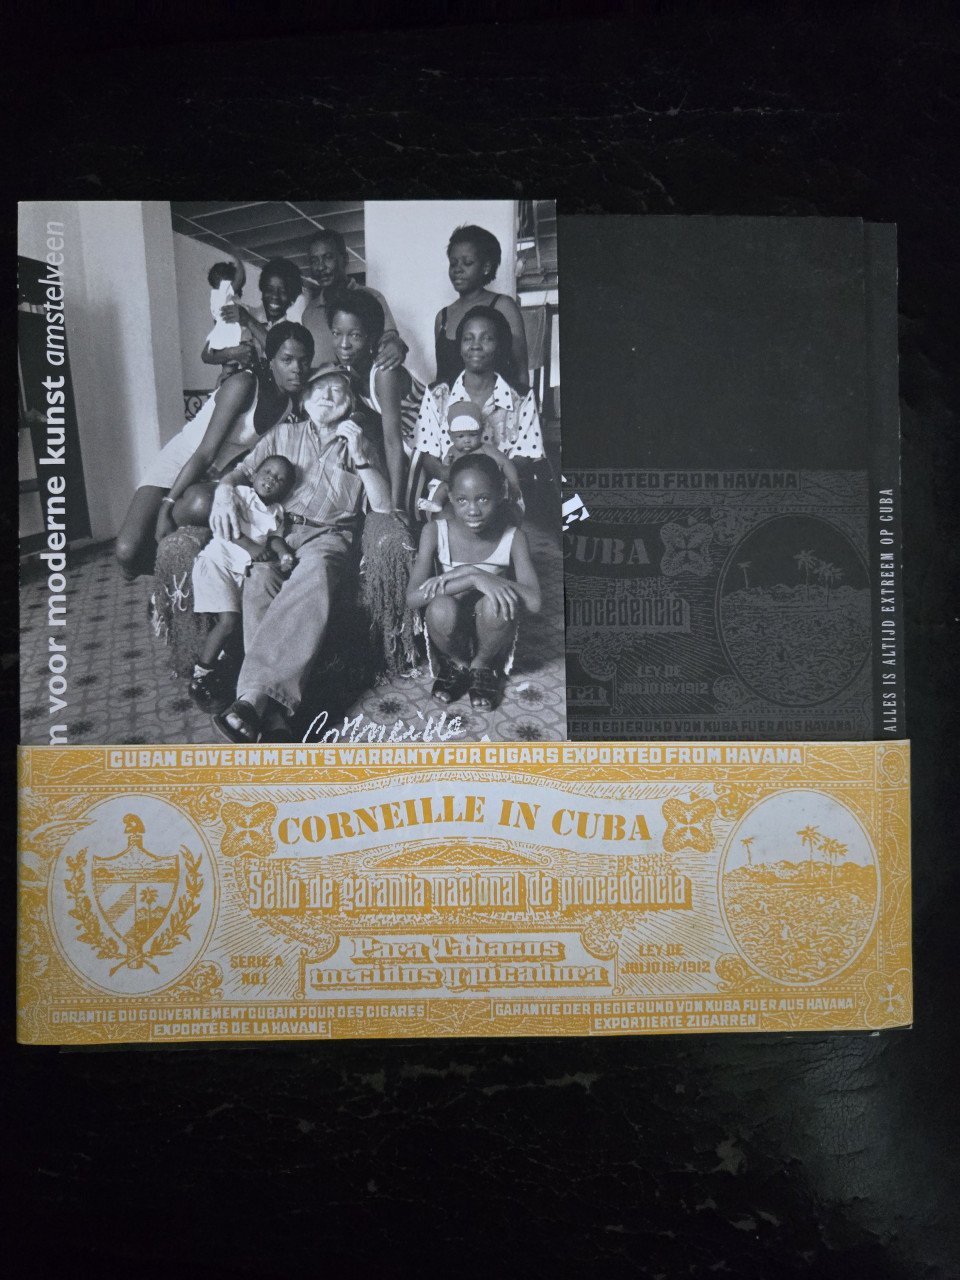 m voor moderne kunst amstelveen
Corneille
EXPORTED FROM HAVANA
CUBA
procedencia
LEY DE
JULIO 16/1912
DER REGIERUNG VON KUBA FUER AUS HAVANA
ALLES IS ALTIJD EXTREEM OP CUBA
CUBAN GOVERNMENT'S WARRANTY FOR CIGARS EXPORTED FROM HAVANA
CORNEILLE IN CUBA
Sello de garantia nacional de procedencia
Para Tabacos
torcidos y picadura
SERIE A
NO.1
LEY DE
JULIO 16/1912
GARANTIE DU GOUVERNEMENT CUBAIN POUR DES CIGARES
EXPORTÉS DE LA HAVANE
GARANTIE DER REGIERUNG VON KUBA FUER AUS HAVANA
EXPORTIERTE ZIGARREN